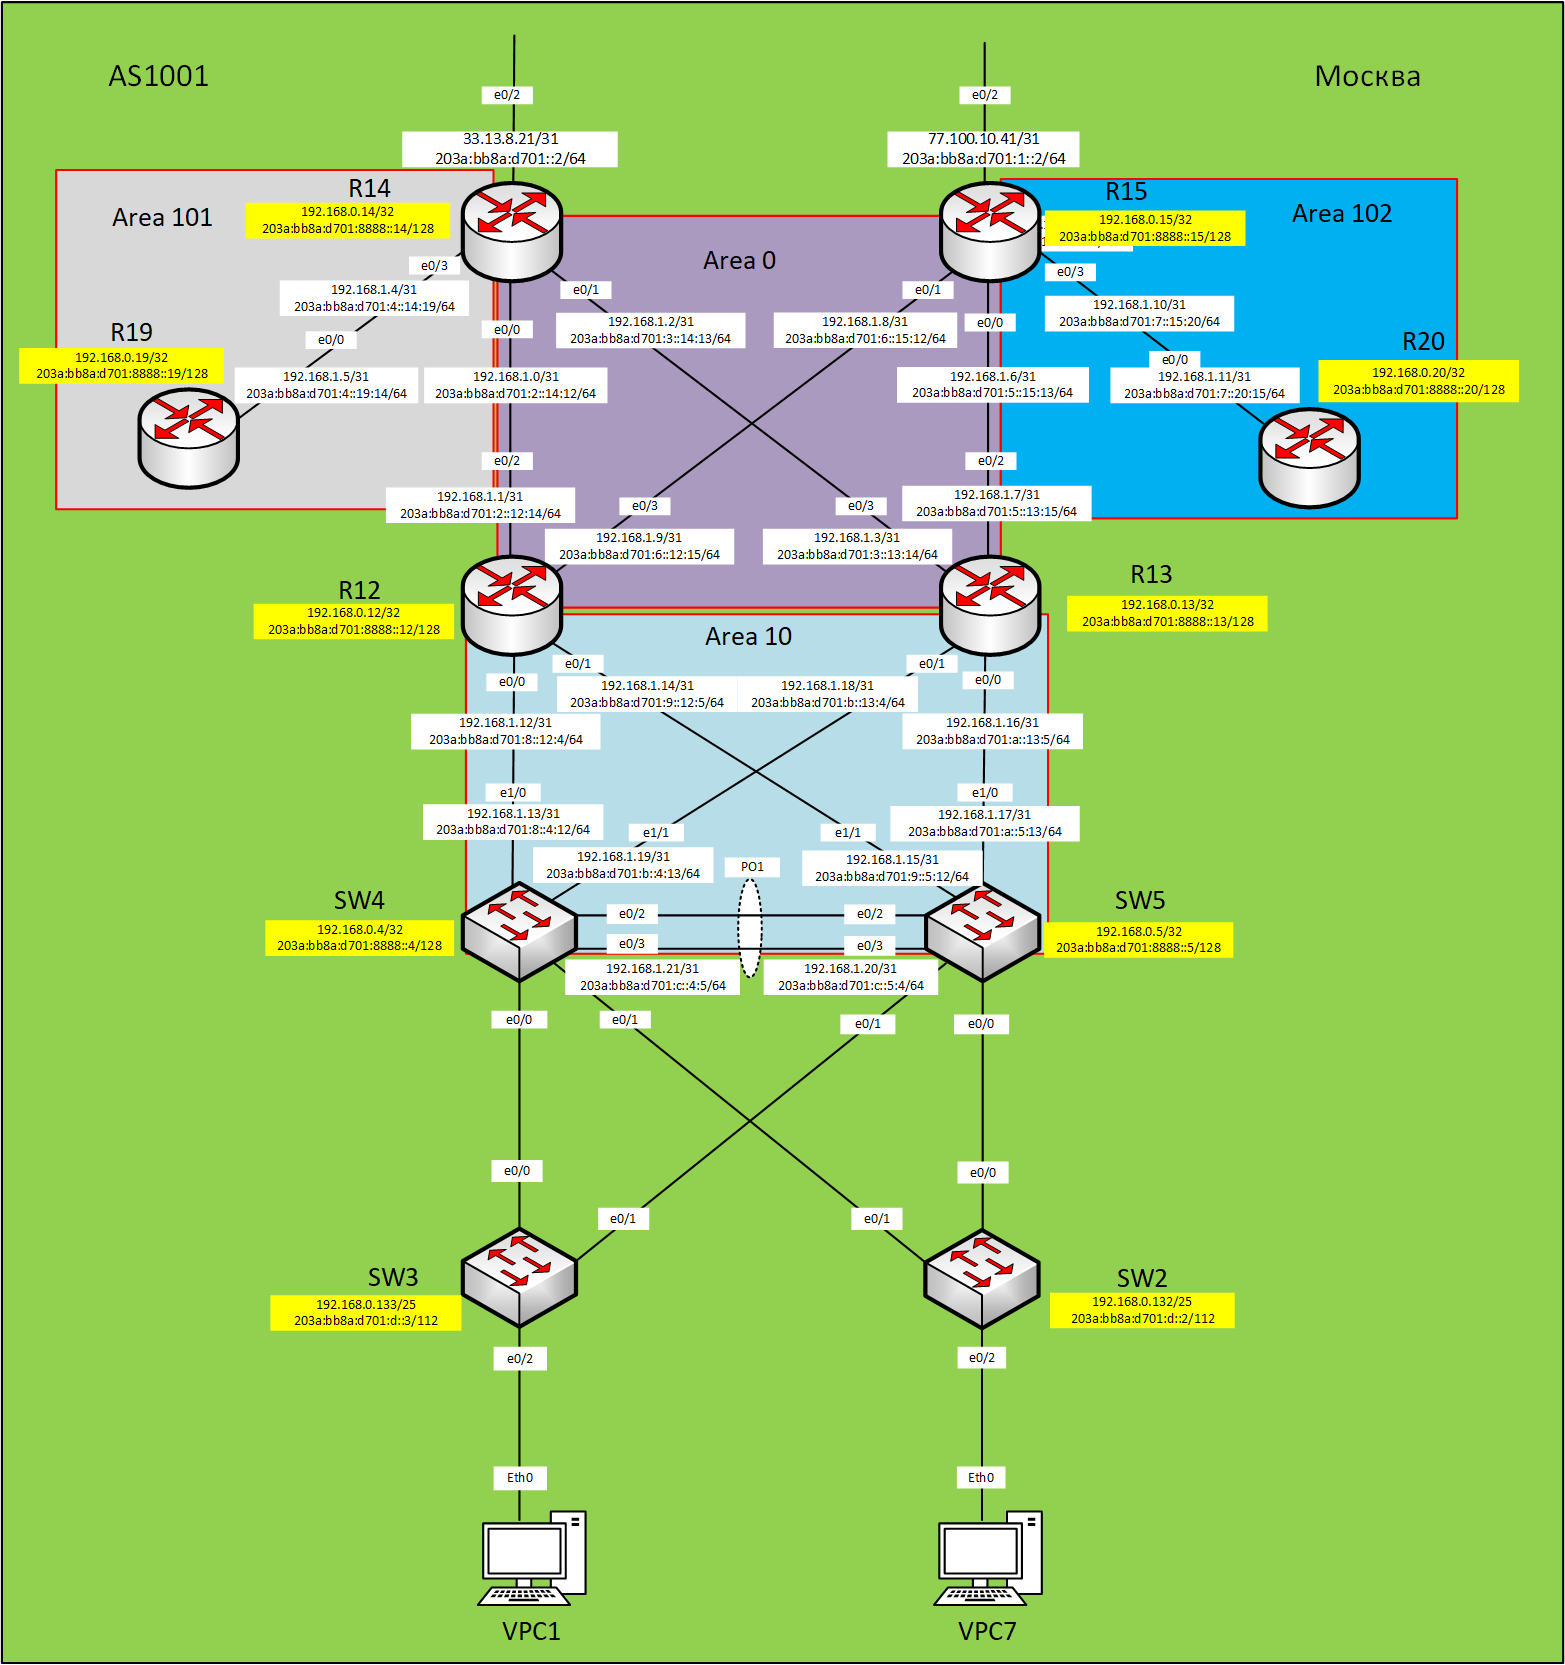 AS1001
Москва
e0/2
e0/2
33.13.8.21/31
203a:bb8a:d701::2/64
77.100.10.41/31
203a:bb8a:d701:1::2/64
R14
192.168.0.14/32
203a:bb8a:d701:8888::14/128
R15
192.168.0.15/32
203a:bb8a:d701:8888::15/128
Area 101
Area 0
Area 102
e0/3
192.168.1.4/31
203a:bb8a:d701:4::14:19/64
e0/0
e0/1
192.168.1.2/31
203a:bb8a:d701:3::14:13/64
e0/0
e0/1
192.168.1.8/31
203a:bb8a:d701:6::15:12/64
e0/0
e0/3
192.168.1.10/31
203a:bb8a:d701:7::15:20/64
e0/0
R19
192.168.0.19/32
203a:bb8a:d701:8888::19/128
192.168.1.5/31
203a:bb8a:d701:4::19:14/64
192.168.1.0/31
203a:bb8a:d701:2::14:12/64
192.168.1.6/31
203a:bb8a:d701:5::15:13/64
192.168.1.11/31
203a:bb8a:d701:7::20:15/64
R20
192.168.0.20/32
203a:bb8a:d701:8888::20/128
e0/2
192.168.1.1/31
203a:bb8a:d701:2::12:14/64
e0/3
192.168.1.9/31
203a:bb8a:d701:6::12:15/64
e0/3
192.168.1.3/31
203a:bb8a:d701:3::13:14/64
e0/2
192.168.1.7/31
203a:bb8a:d701:5::13:15/64
R12
192.168.0.12/32
203a:bb8a:d701:8888::12/128
R13
192.168.0.13/32
203a:bb8a:d701:8888::13/128
Area 10
e0/0
e0/1
e0/1
e0/0
192.168.1.14/31
203a:bb8a:d701:9::12:5/64
192.168.1.18/31
203a:bb8a:d701:b::13:4/64
192.168.1.12/31
203a:bb8a:d701:8::12:4/64
192.168.1.16/31
203a:bb8a:d701:a::13:5/64
e1/0
192.168.1.13/31
203a:bb8a:d701:8::4:12/64
e1/0
192.168.1.17/31
203a:bb8a:d701:a::5:13/64
e1/1
192.168.1.19/31
203a:bb8a:d701:b::4:13/64
e1/1
192.168.1.15/31
203a:bb8a:d701:9::5:12/64
PO1
SW4
192.168.0.4/32
203a:bb8a:d701:8888::4/128
SW5
192.168.0.5/32
203a:bb8a:d701:8888::5/128
e0/2
e0/2
e0/3
e0/3
192.168.1.21/31
203a:bb8a:d701:c::4:5/64
192.168.1.20/31
203a:bb8a:d701:c::5:4/64
e0/0
e0/1
e0/1
e0/0
e0/0
e0/1
e0/1
e0/0
SW3
192.168.0.133/25
203a:bb8a:d701:d::3/112
SW2
192.168.0.132/25
203a:bb8a:d701:d::2/112
e0/2
e0/2
Eth0
Eth0
VPC1
VPC7